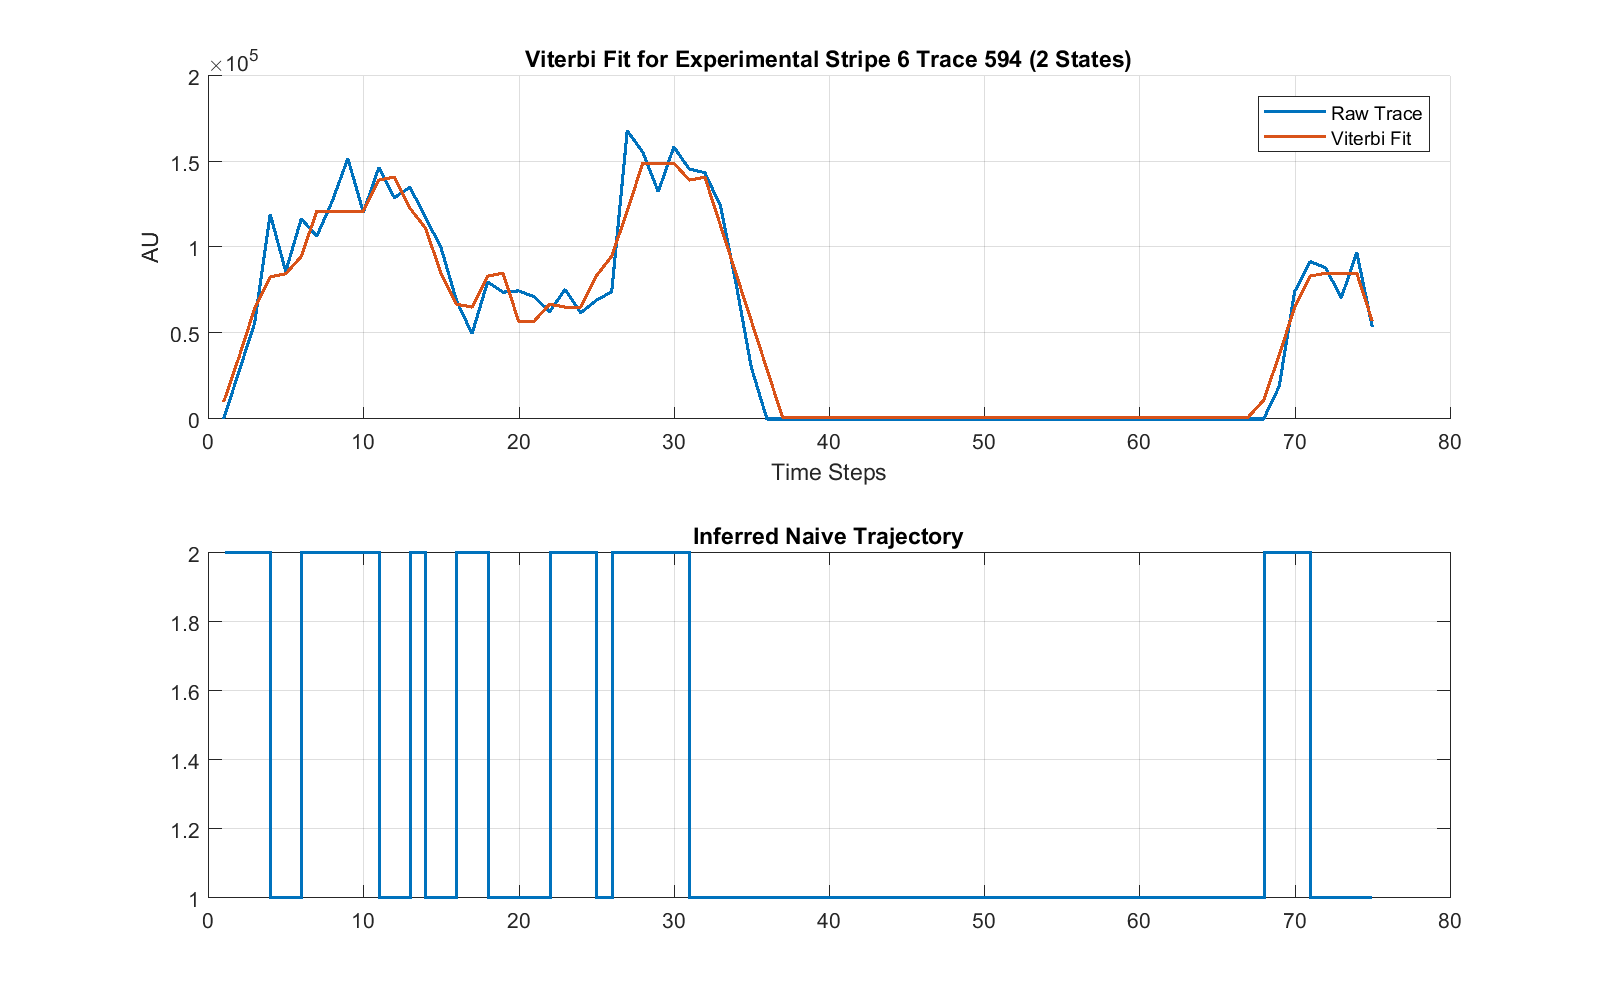 Viterbi Fit for Experimental Stripe 6 Trace 594 (2 States)
×10^5
2
1.5
1
0.5
0
AU
Raw Trace
Viterbi Fit
0 10 20 30 40 50 60 70 80
Time Steps
Inferred Naive Trajectory
2
1.8
1.6
1.4
1.2
1
0 10 20 30 40 50 60 70 80